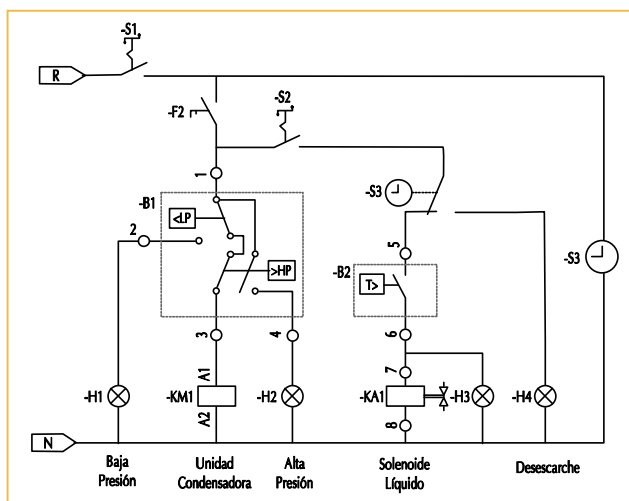 -S1
R
-F2
-S2
1
-S3
-B1
<LP
2
>HP
5
-B2
T>
-S3
3
4
6
7
A1
-H1
-KM1
-H2
-KA1
-H3
-H4
A2
8
N
Baja Presión
Unidad Condensadora
Alta Presión
Solenoide Líquido
Desescarche